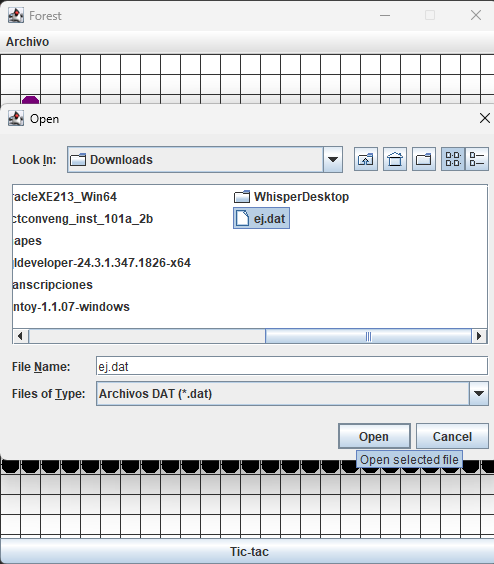 Forest
Archivo
Open
Look In:
Downloads
racleXE213_Win64
WhisperDesktop
ctconveng_inst_101a_2b
ej.dat
apes
ldeveloper-24.3.1.347.1826-x64
anscripciones
ntoy-1.1.07-windows
File Name:
ej.dat
Files of Type:
Archivos DAT (*.dat)
Open
Cancel
Open selected file
Tic-tac